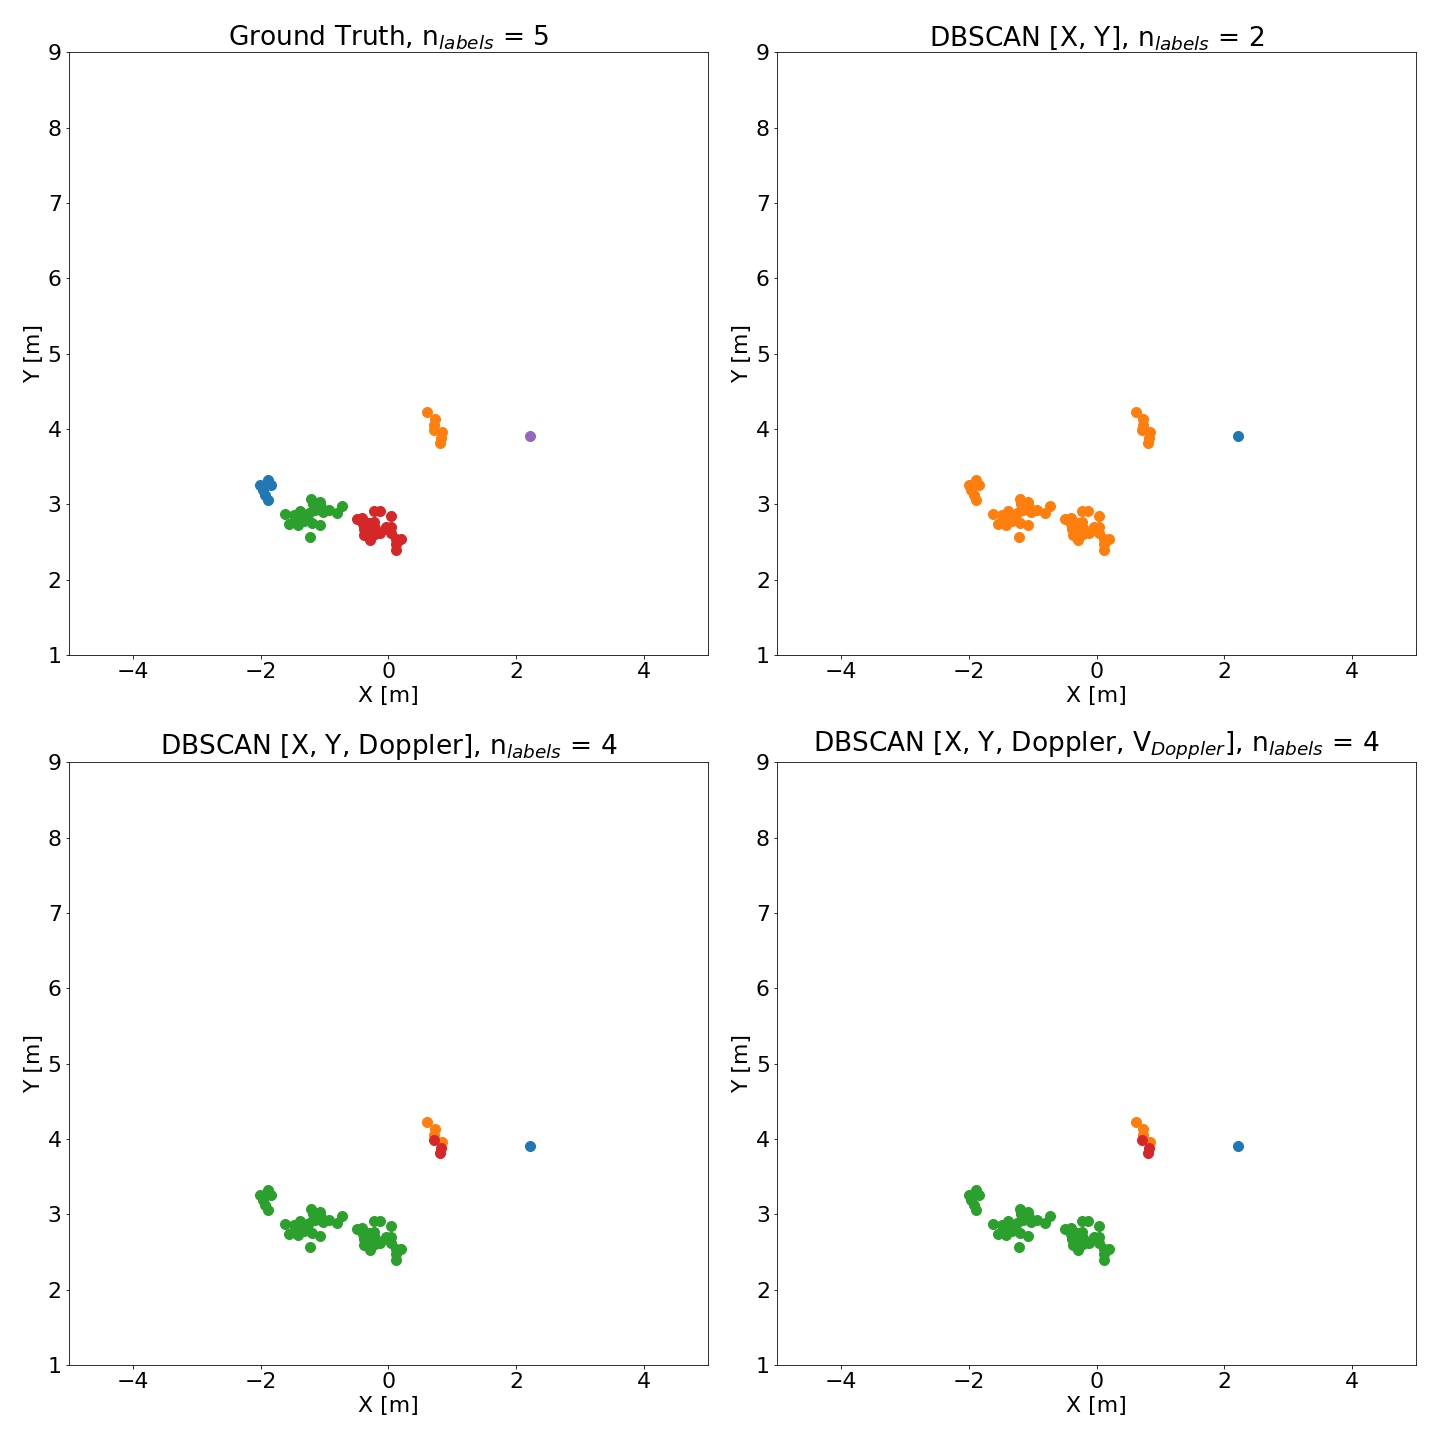 Ground Truth, n_labels = 5
9
8
7
6
5
4
3
2
1
Y [m]
−4 −2 0 2 4
X [m]
DBSCAN [X, Y], n_labels = 2
9
8
7
6
5
4
3
2
1
Y [m]
−4 −2 0 2 4
X [m]
DBSCAN [X, Y, Doppler], n_labels = 4
9
8
7
6
5
4
3
2
1
Y [m]
−4 −2 0 2 4
X [m]
DBSCAN [X, Y, Doppler, V_Doppler], n_labels = 4
9
8
7
6
5
4
3
2
1
Y [m]
−4 −2 0 2 4
X [m]